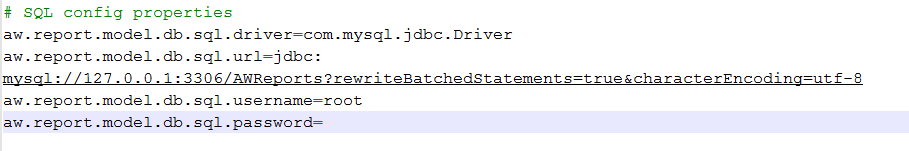 # SQL config properties
aw.report.model.db.sql.driver=com.mysql.jdbc.Driver
aw.report.model.db.sql.url=jdbc:
mysql://127.0.0.1:3306/AWReports?rewriteBatchedStatements=true&characterEncoding=utf-8
aw.report.model.db.sql.username=root
aw.report.model.db.sql.password=